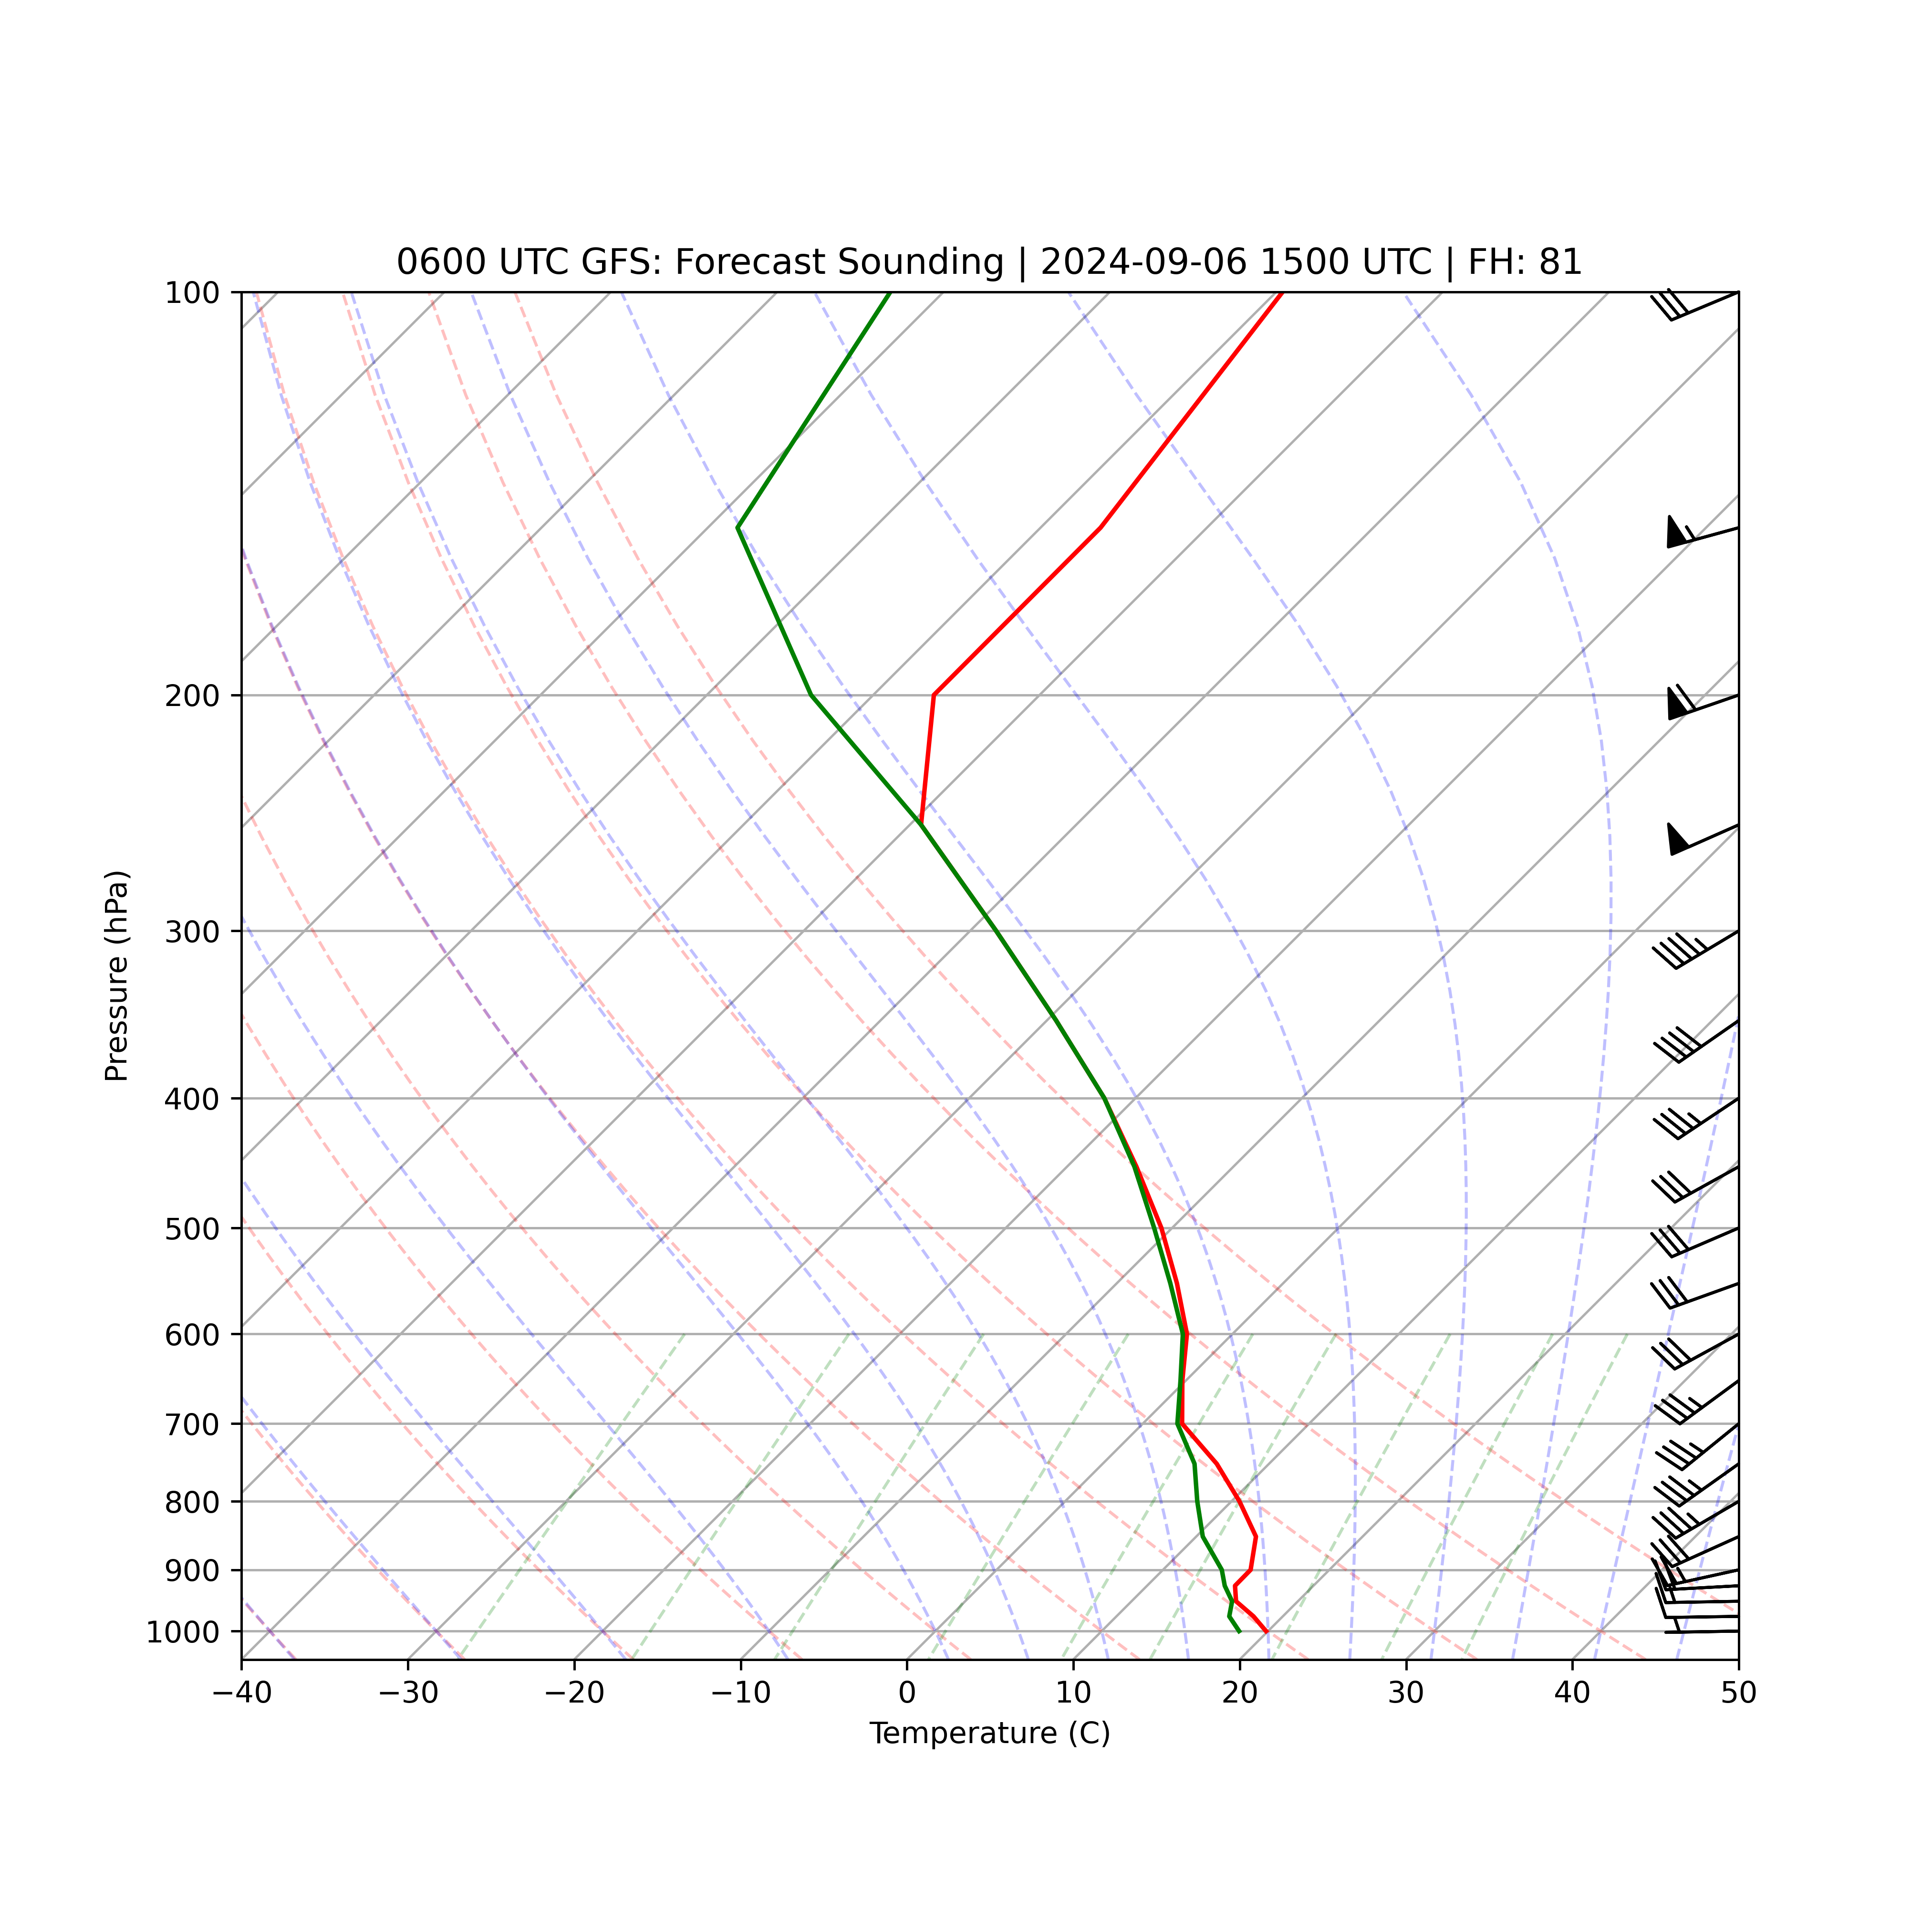 0600 UTC GFS: Forecast Sounding | 2024-09-06 1500 UTC | FH: 81
100
200
300
400
500
600
700
800
900
1000
Pressure (hPa)
−40 −30 −20 −10 0 10 20 30 40 50
Temperature (C)